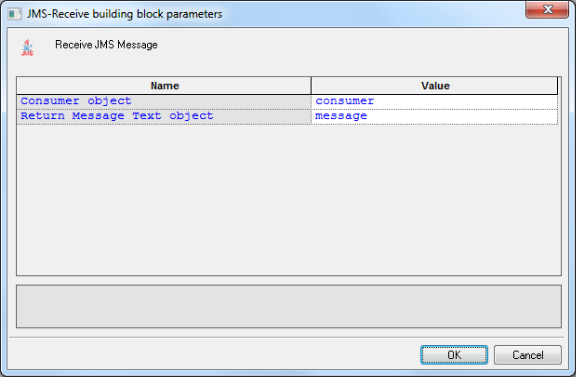 JMS-Receive building block parameters
JMS
Receive JMS Message
Name Value
Consumer object consumer
Return Message Text object message
OK Cancel